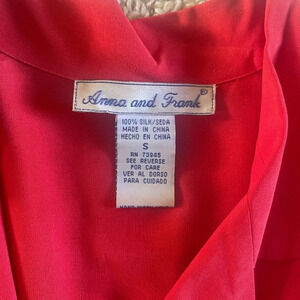 Anna and Frank
100% SILK/SEDA
MADE IN CHINA
HECHO EN CHINA
S
RN 73985
SEE REVERSE
FOR CARE
VER AL DORSO
PARA CUIDADO